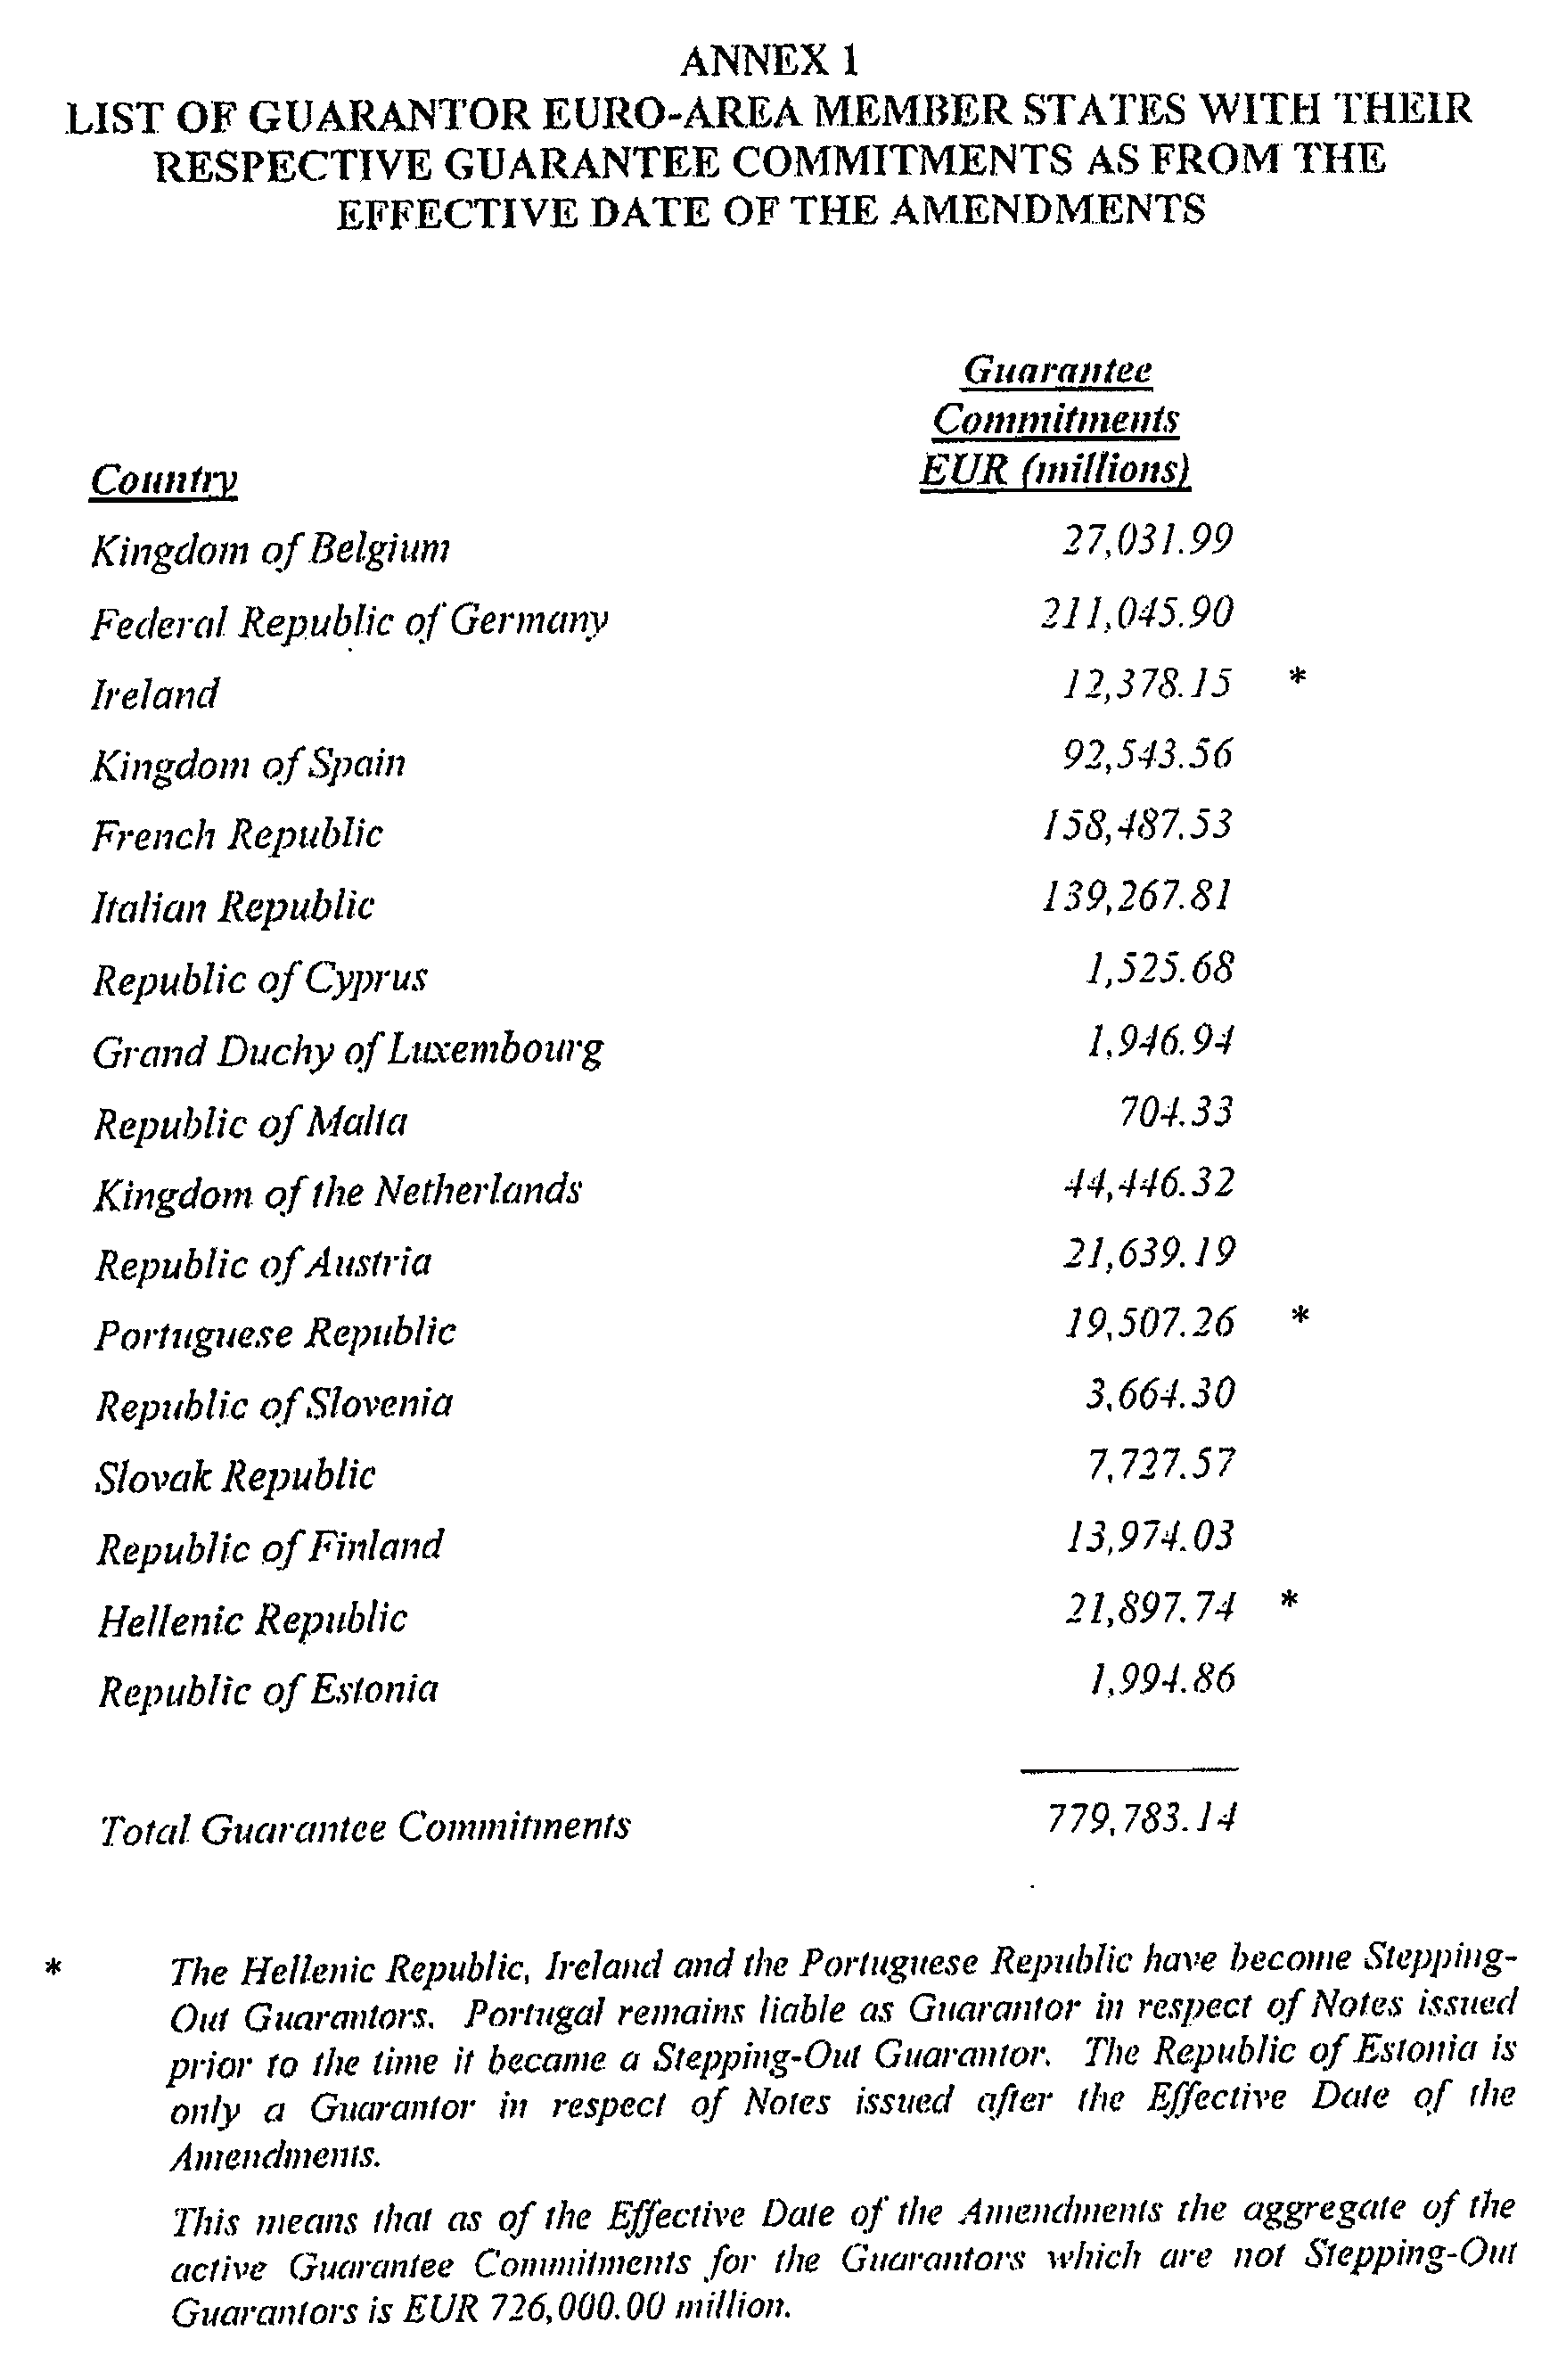 ANNEX 1
LIST OF GUARANTOR EURO-AREA MEMBER STATES WITH THEIR
RESPECTIVE GUARANTEE COMMITMENTS AS FROM THE
EFFECTIVE DATE OF THE AMENDMENTS
Guarantee
Commitments
Country EUR (millions)
Kingdom of Belgium 27,031.99
Federal Republic of Germany 211,045.90
Ireland 12,378.15 *
Kingdom of Spain 92,543.56
French Republic 158,487.53
Italian Republic 139,267.81
Republic of Cyprus 1,525.68
Grand Duchy of Luxembourg 1,946.94
Republic of Malta 704.33
Kingdom of the Netherlands 44,446.32
Republic of Austria 21,639.19
Portuguese Republic 19,507.26 *
Republic of Slovenia 3,664.30
Slovak Republic 7,727.57
Republic of Finland 13,974.03
Hellenic Republic 21,897.74 *
Republic of Estonia 1,994.86
Total Guarantee Commitments 779,783.14
* The Hellenic Republic, Ireland and the Portuguese Republic have become Stepping-
Out Guarantors. Portugal remains liable as Guarantor in respect of Notes issued
prior to the time it became a Stepping-Out Guarantor. The Republic of Estonia is
only a Guarantor in respect of Notes issued after the Effective Date of the
Amendments.
This means that as of the Effective Date of the Amendments the aggregate of the
active Guarantee Commitments for the Guarantors which are not Stepping-Out
Guarantors is EUR 726,000.00 million.